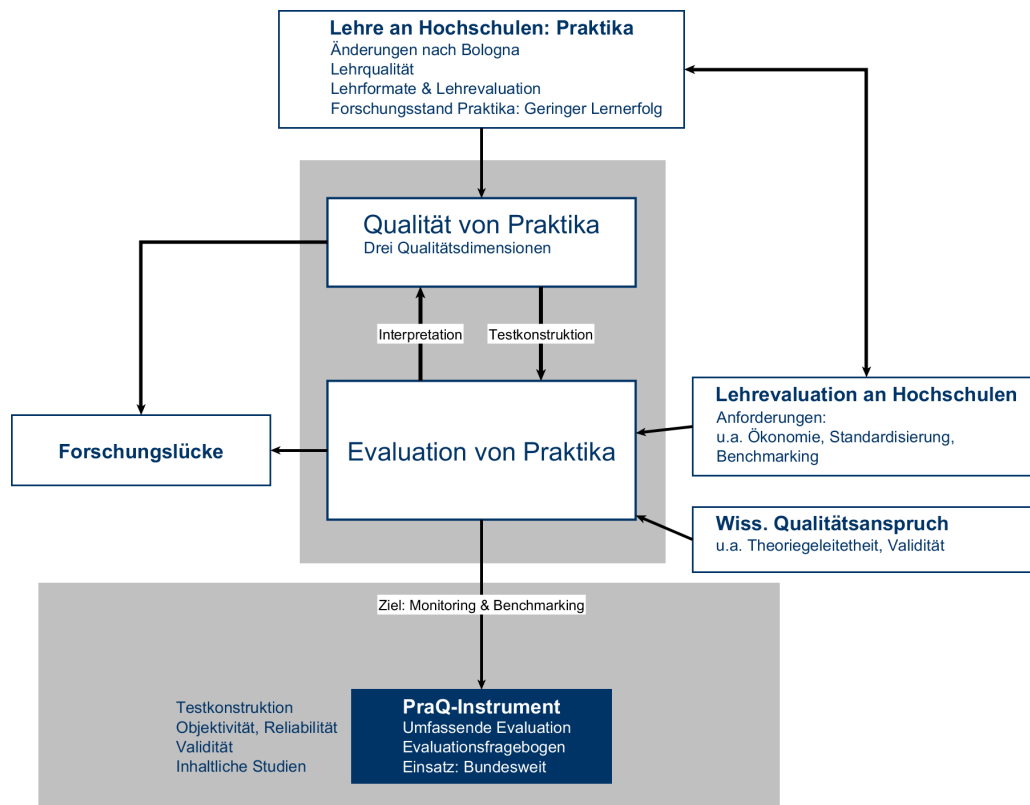 Lehre an Hochschulen: Praktika
Änderungen nach Bologna
Lehrqualität
Lehrformate & Lehrevaluation
Forschungsstand Praktika: Geringer Lernerfolg
Qualität von Praktika
Drei Qualitätsdimensionen
Interpretation
Testkonstruktion
Lehrevaluation an Hochschulen
Anforderungen:
u.a. Ökonomie, Standardisierung,
Benchmarking
Forschungslücke
Evaluation von Praktika
Wiss. Qualitätsanspruch
u.a. Theoriegeleitetheit, Validität
Ziel: Monitoring & Benchmarking
Testkonstruktion
Objektivität, Reliabilität
Validität
Inhaltliche Studien
PraQ-Instrument
Umfassende Evaluation
Evaluationsfragebogen
Einsatz: Bundesweit